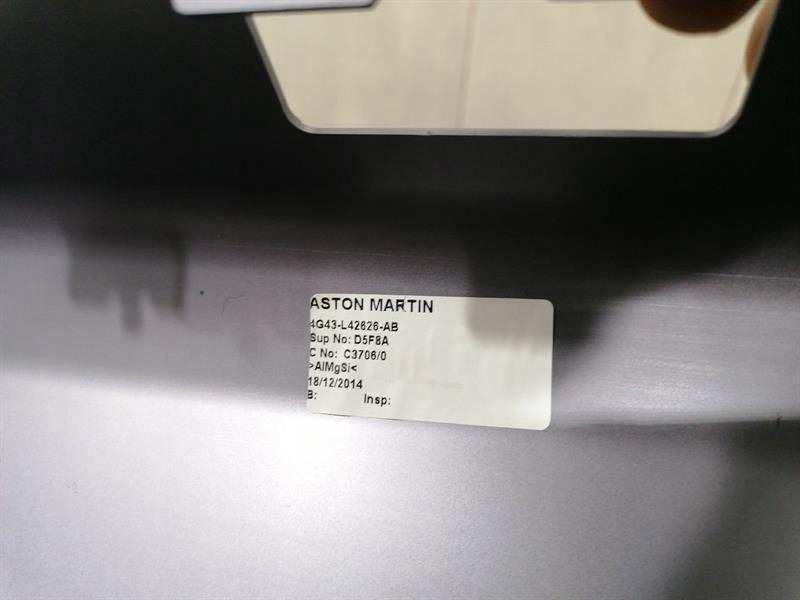 ASTON MARTIN
4G43-L42626-AB
Sup No: D5F8A
C No: C3706/0
>AlMgSi<
18/12/2014
B: Insp: